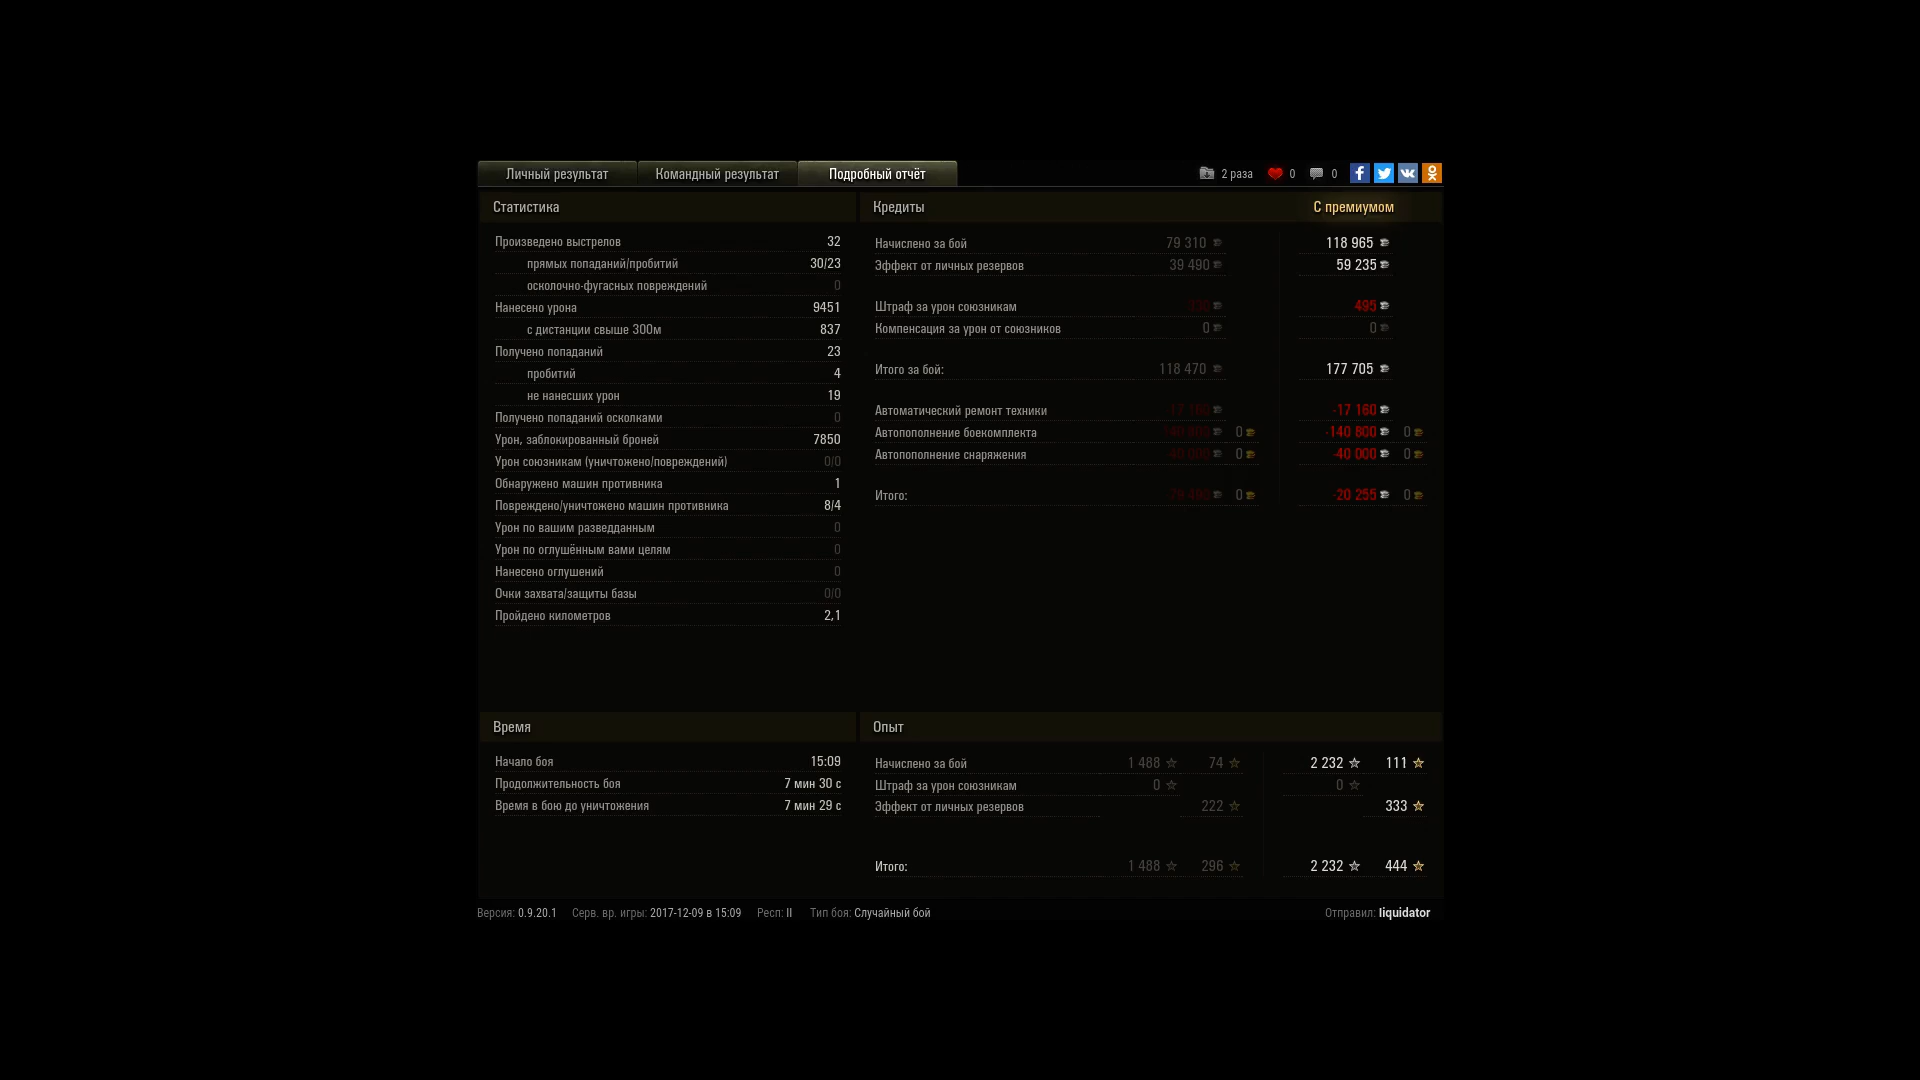 Личный результат Командный результат Подробный отчёт 2 раза 0 0
Статистика
Произведено выстрелов 32
прямых попаданий/пробитий 30/23
осколочно-фугасных повреждений 0
Нанесено урона 9451
с дистанции свыше 300м 837
Получено попаданий 23
пробитий 4
не нанесших урон 19
Получено попаданий осколками 0
Урон, заблокированный броней 7850
Урон союзникам (уничтожено/повреждений) 0/0
Обнаружено машин противника 1
Повреждено/уничтожено машин противника 8/4
Урон по вашим разведданным 0
Урон по оглушённым вами целям 0
Нанесено оглушений 0
Очки захвата/защиты базы 0/0
Пройдено километров 2,1
Кредиты С премиумом
Начислено за бой 79 310 118 965
Эффект от личных резервов 39 490 59 235
Штраф за урон союзникам 495
Компенсация за урон от союзников 0 0
Итого за бой: 118 470 177 705
Автоматический ремонт техники -17 160 -17 160
Автопополнение боекомплекта -140 800 0 -140 800 0
Автопополнение снаряжения -40 000 0 -40 000 0
Итого: 0 -20 255 0
Время
Начало боя 15:09
Продолжительность боя 7 мин 30 с
Время в бою до уничтожения 7 мин 29 с
Опыт
Начислено за бой 1 488 74 2 232 111
Штраф за урон союзникам 0 0
Эффект от личных резервов 222 333
Итого: 1 488 296 2 232 444
Версия: 0.9.20.1 Серв. вр. игры: 2017-12-09 в 15:09 Респ: II Тип боя: Случайный бой Отправил: liquidator